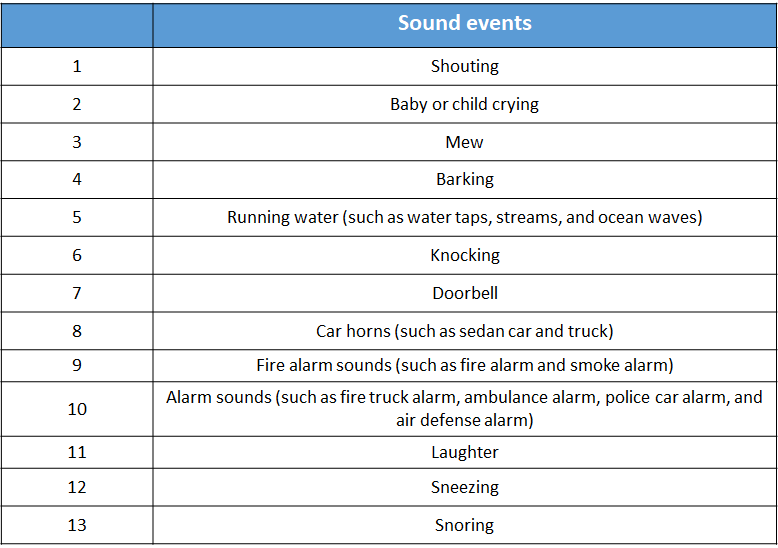 Sound events
1 Shouting
2 Baby or child crying
3 Mew
4 Barking
5 Running water (such as water taps, streams, and ocean waves)
6 Knocking
7 Doorbell
8 Car horns (such as sedan car and truck)
9 Fire alarm sounds (such as fire alarm and smoke alarm)
10 Alarm sounds (such as fire truck alarm, ambulance alarm, police car alarm, and
air defense alarm)
11 Laughter
12 Sneezing
13 Snoring